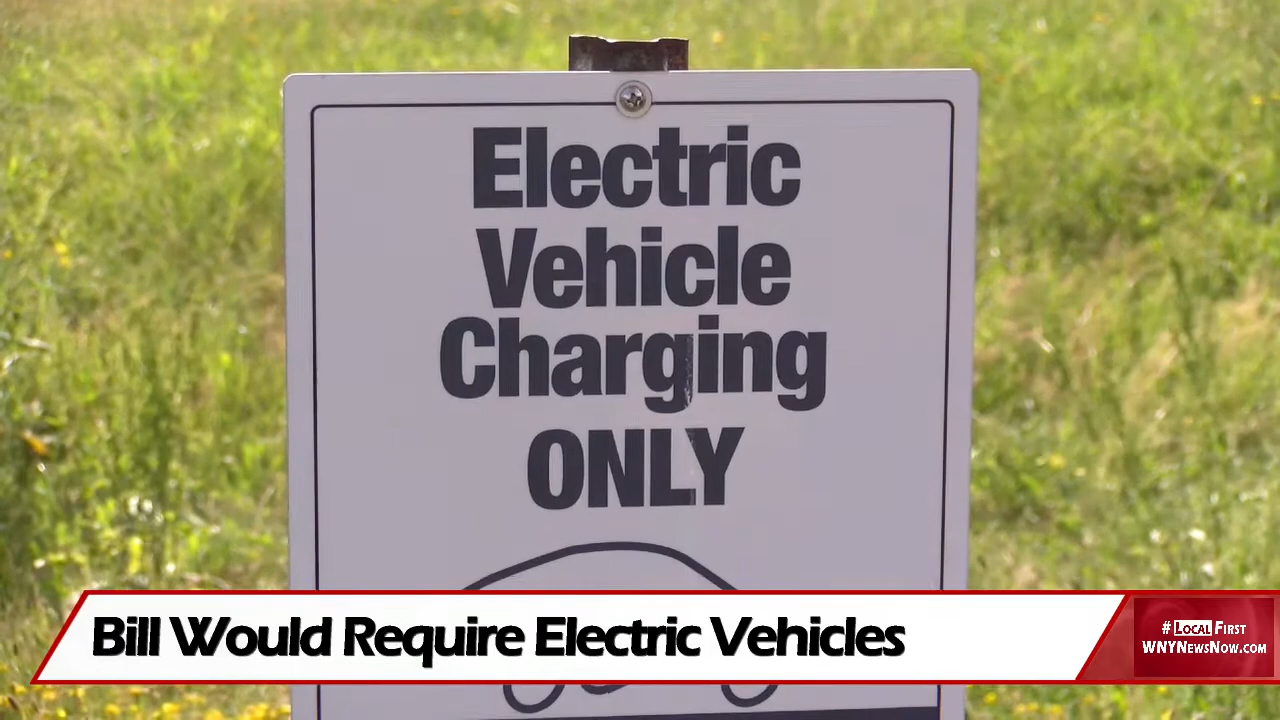 Electric
Vehicle
Charging
ONLY
Bill Would Require Electric Vehicles
# LOCAL FIRST
WNYNewsNow.com